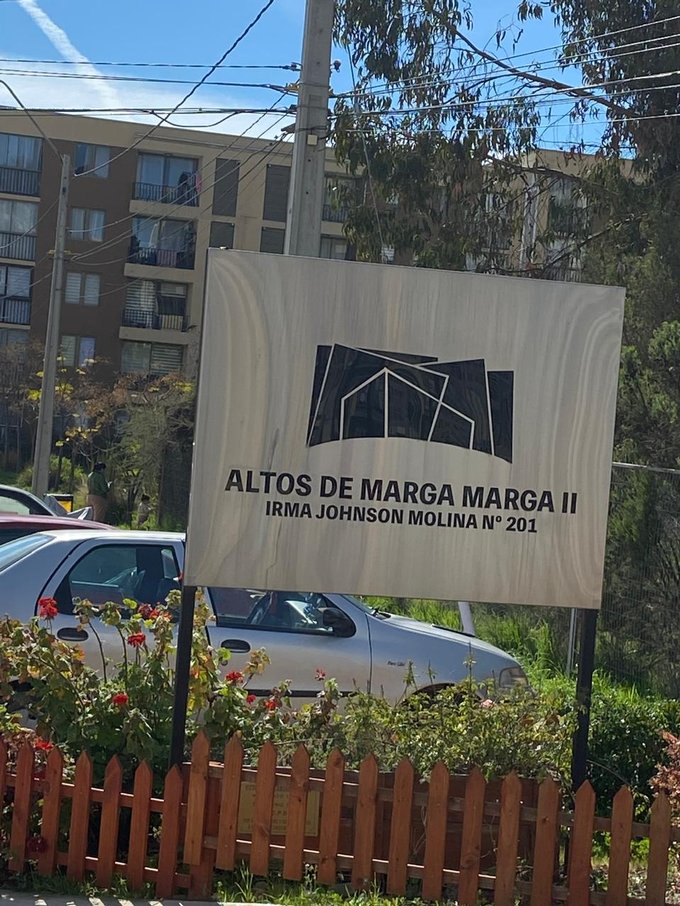 ALTOS DE MARGA MARGA II
IRMA JOHNSON MOLINA Nº 201